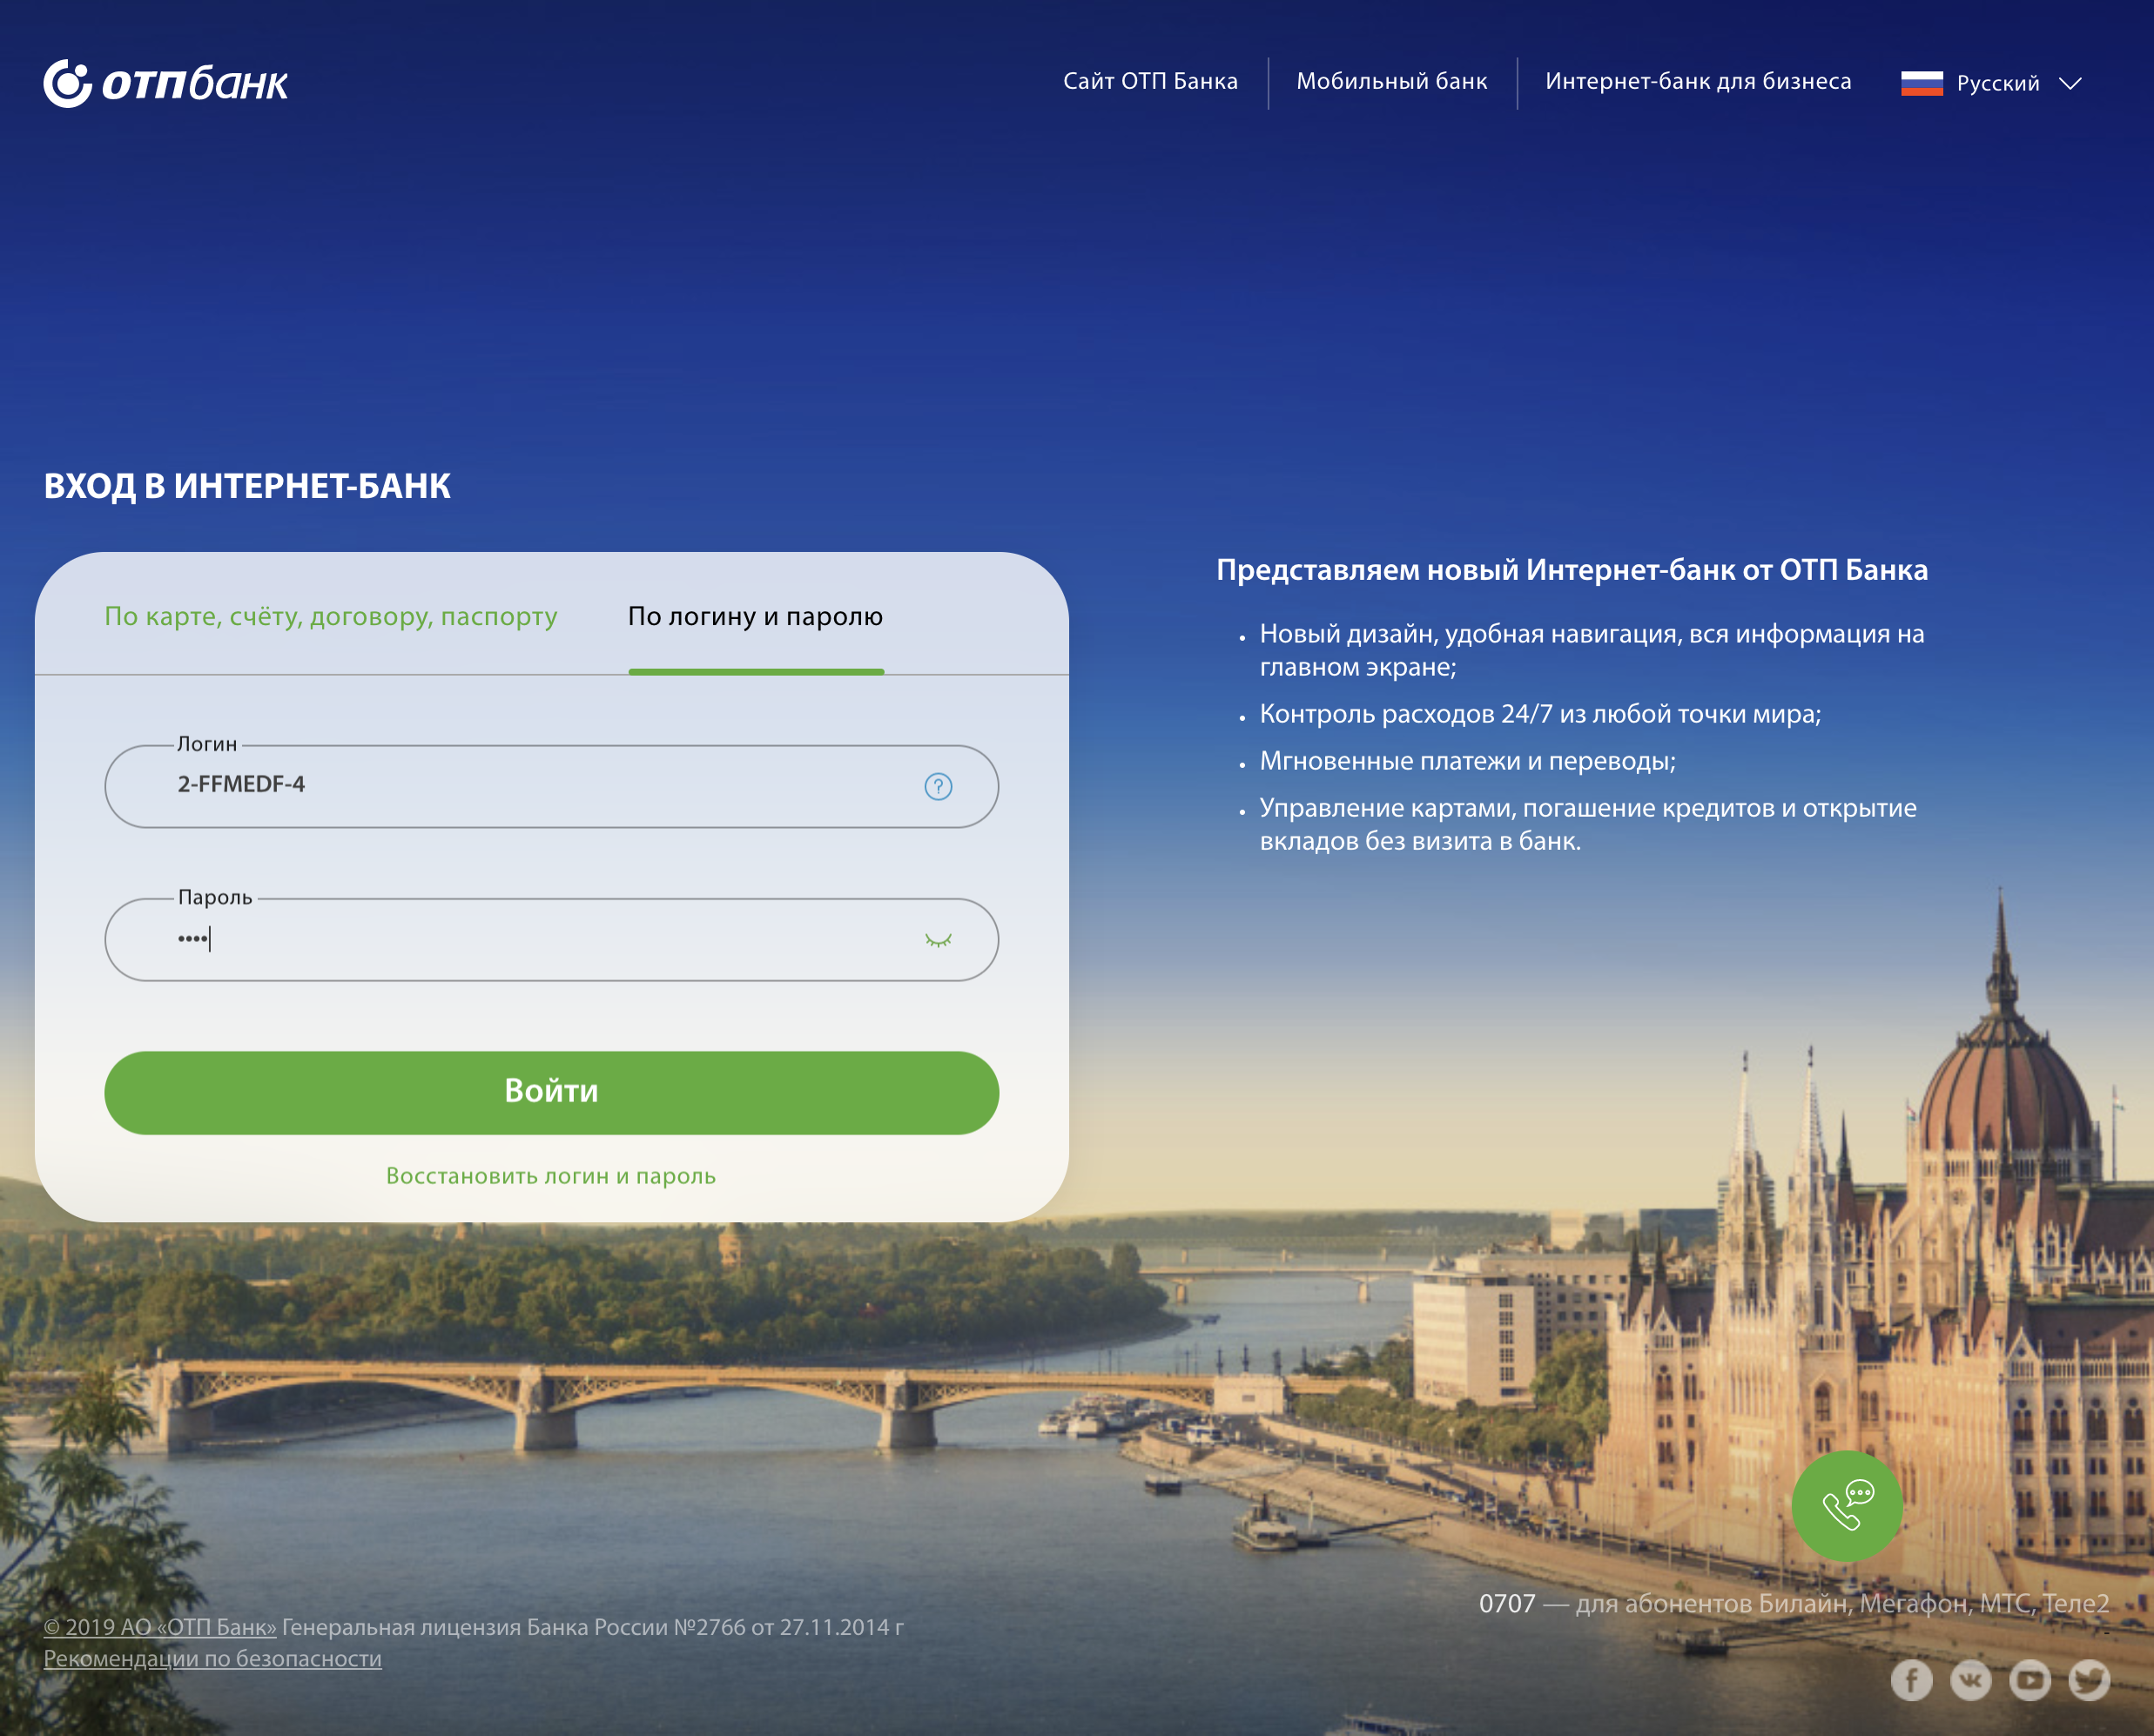 отпбанк
Сайт ОТП Банка
Мобильный банк
Интернет-банк для бизнеса
Русский
ВХОД В ИНТЕРНЕТ-БАНК
По карте, счёту, договору, паспорту
По логину и паролю
Логин
2-FFMEDF-4
Пароль
••••
Войти
Восстановить логин и пароль
Представляем новый Интернет-банк от ОТП Банка
• Новый дизайн, удобная навигация, вся информация на
главном экране;
• Контроль расходов 24/7 из любой точки мира;
• Мгновенные платежи и переводы;
• Управление картами, погашение кредитов и открытие
вкладов без визита в банк.
0707 — для абонентов Билайн, Мегафон, МТС, Теле2
-
© 2019 АО «ОТП Банк» Генеральная лицензия Банка России №2766 от 27.11.2014 г
Рекомендации по безопасности